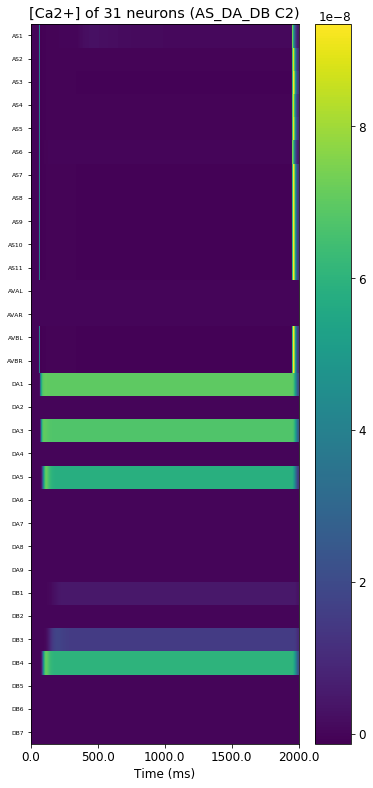 [Ca2+] of 31 neurons (AS_DA_DB C2)
1e−8
AS1
AS2
AS3
AS4
AS5
AS6
AS7
AS8
AS9
AS10
AS11
AVAL
AVAR
AVBL
AVBR
DA1
DA2
DA3
DA4
DA5
DA6
DA7
DA8
DA9
DB1
DB2
DB3
DB4
DB5
DB6
DB7
8
6
4
2
0
0.0 500.0 1000.0 1500.0 2000.0
Time (ms)